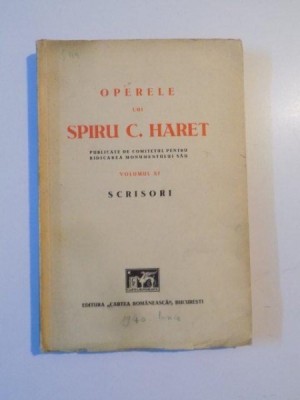 OPERELE
LUI
SPIRU C. HARET
PUBLICATE DE COMITETUL PENTRU
RIDICAREA MONUMENTULUI SĂU
VOLUMUL XI
SCRISORI
EDITURA „CARTEA ROMÂNEASCĂ", BUCUREȘTI